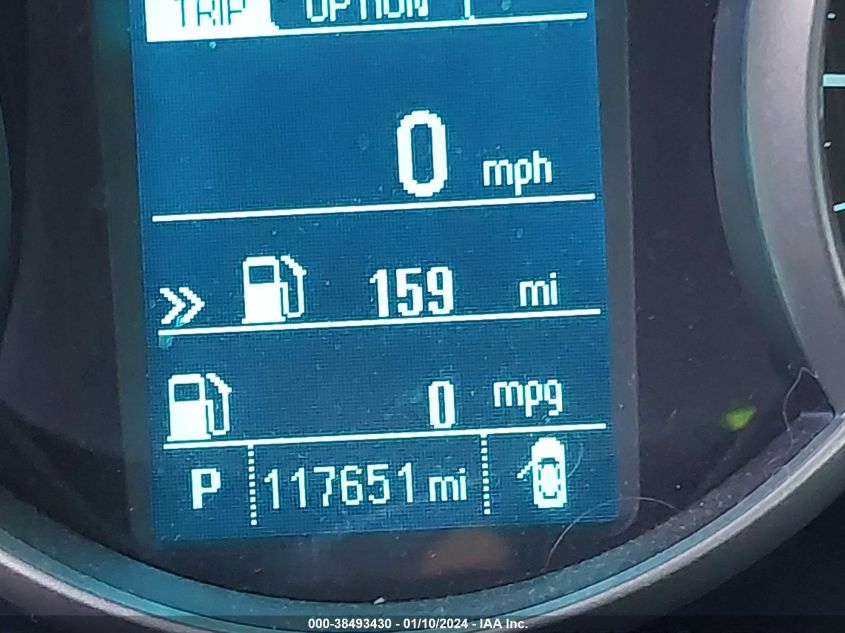 TRIP OPTION
0 mph
159 mi
0 mpg
P 117651 mi
000-38493430 - 01/10/2024 - IAA Inc.